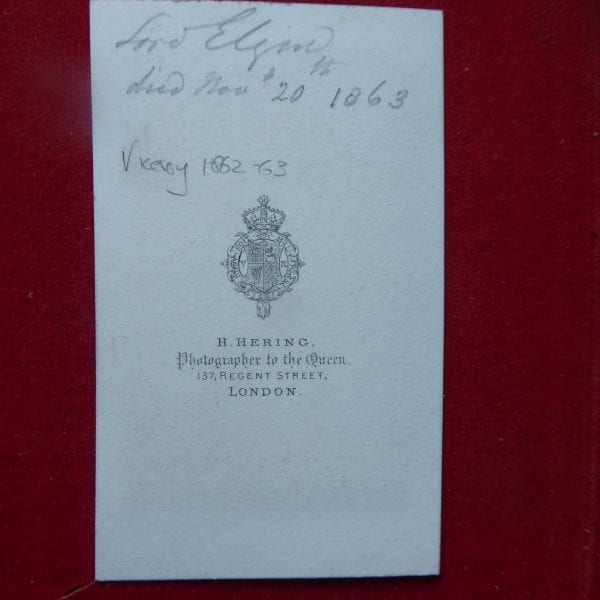 Lord Elgin
died Novr 20th 1863
Viceroy 1862-63
H. HERING,
Photographer to the Queen.
137, REGENT STREET,
LONDON.